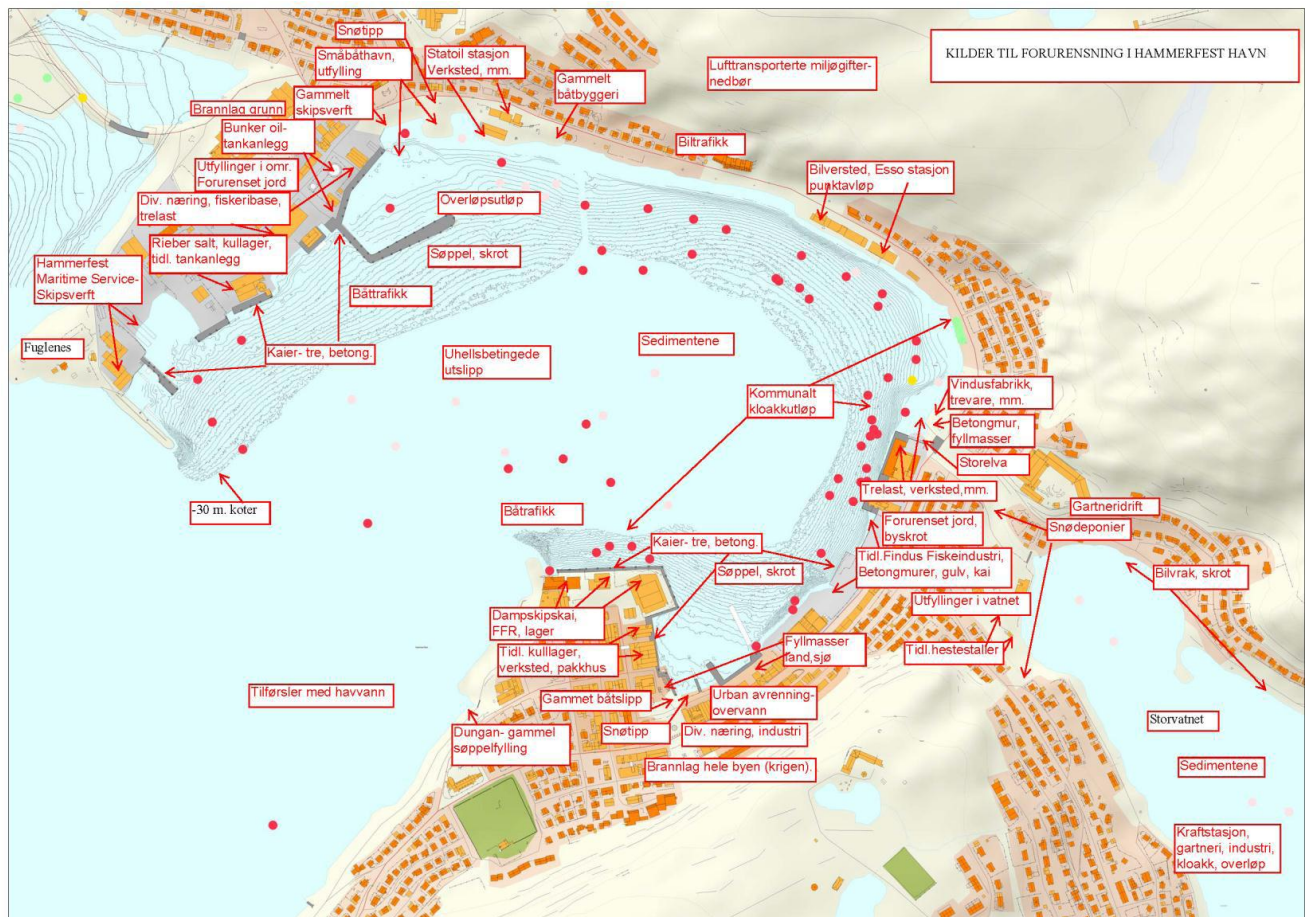 KILDER TIL FORURENSNING I HAMMERFEST HAVN
Snøtipp
Småbåthavn,
utfylling
Statoil stasjon
Verksted, mm.
Lufttransporterte miljøgifter-
nedbør
Gammelt
båtbyggeri
Gammelt
skipsverft
Brannlag grunn
Bunker oil-
tankanlegg
Biltrafikk
Utfyllinger i omr.
Forurenset jord
Bilversted, Esso stasjon
punktavløp
Div. næring, fiskeribase,
trelast
Overløpsutløp
Rieber salt, kullager,
tidl. tankanlegg
Søppel, skrot
Hammerfest
Maritime Service-
Skipsverft
Båttrafikk
Fuglenes
Kaier- tre, betong.
Uhellsbetingede
utslipp
Sedimentene
Kommunalt
kloakkutløp
Vindusfabrikk,
trevare, mm.
Betongmur,
fyllmasser
Storelva
Trelast, verksted,mm.
-30 m. koter
Båtrafikk
Gartneridrift
Forurenset jord,
byskrot
Snødeponier
Kaier- tre, betong.
Søppel, skrot
Tidl.Findus Fiskeindustri,
Betongmurer, gulv, kai
Bilvrak, skrot
Utfyllinger i vatnet
Dampskipskai,
FFR, lager
Tidl. kulllager,
verksted, pakkhus
Fyllmasser
land,sjø
Tidl.hestestaller
Tilførsler med havvann
Gammet båtslipp
Urban avrenning-
overvann
Storvatnet
Dungan- gammel
søppelfylling
Snøtipp
Div. næring, industri
Brannlag hele byen (krigen).
Sedimentene
Kraftstasjon,
gartneri, industri,
kloakk, overløp